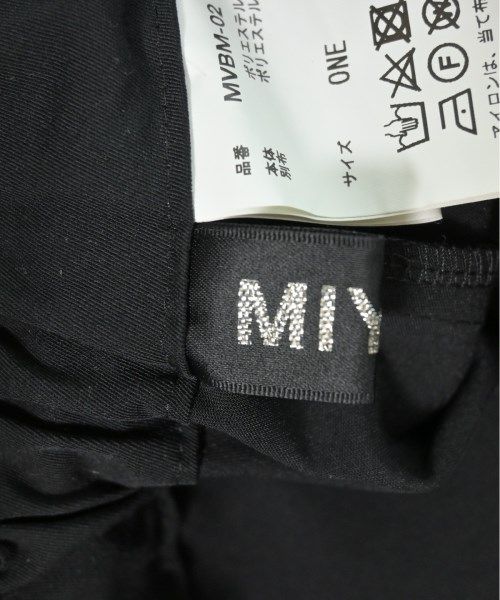 品番 MVBM-02
本体 ポリエステル
別布 ポリエステル
サイズ ONE
アイロンは、当て布
MIY